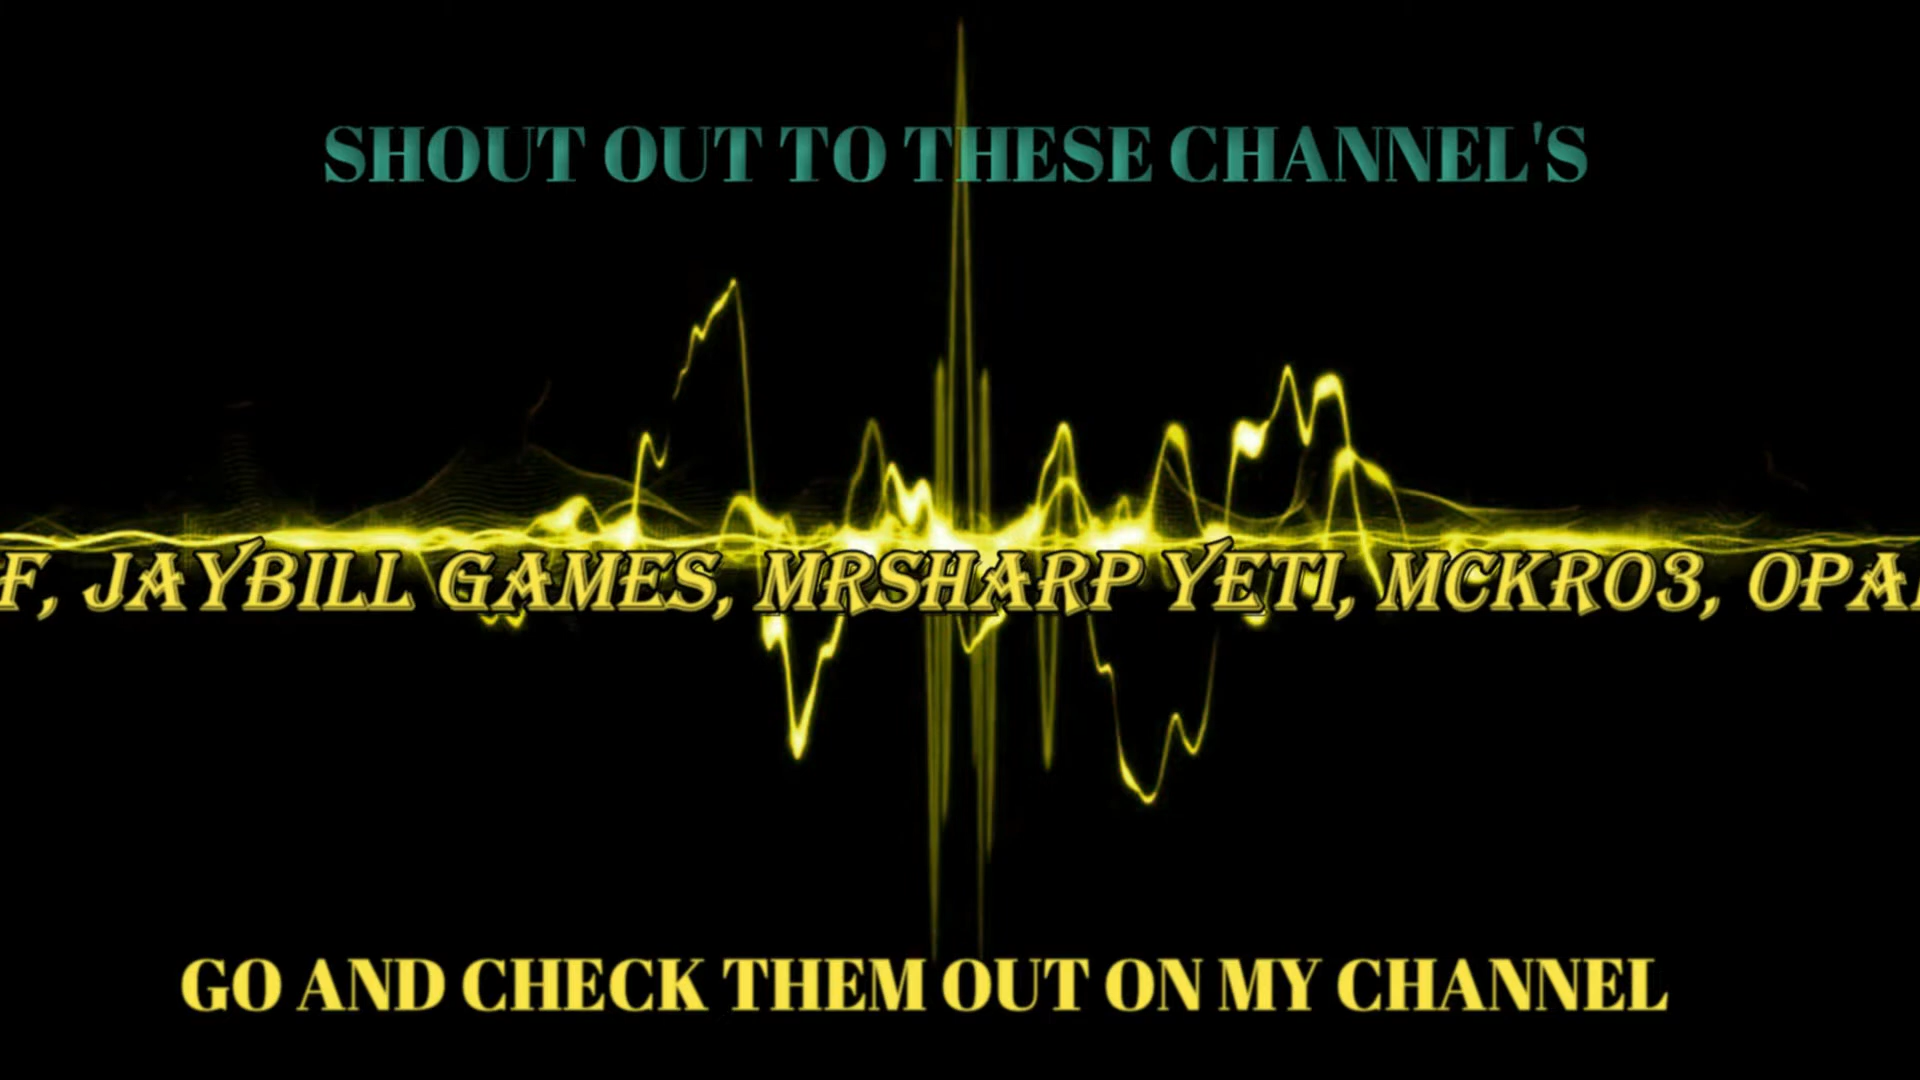 SHOUT OUT TO THESE CHANNEL'S
F, JAYBILL GAMES, MRSHARP YETI, MCKRO3, OPA
GO AND CHECK THEM OUT ON MY CHANNEL